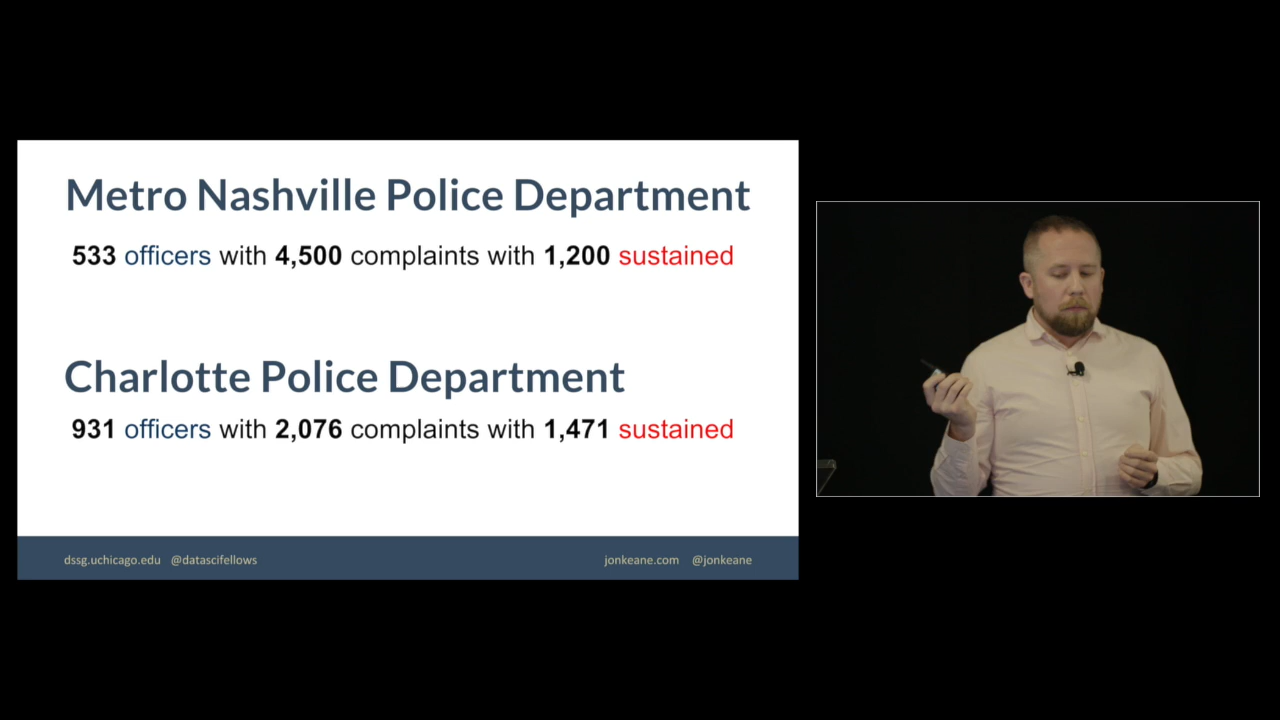 Metro Nashville Police Department
533 officers with 4,500 complaints with 1,200 sustained
Charlotte Police Department
931 officers with 2,076 complaints with 1,471 sustained
dssg.uchicago.edu @datascifellows
jonkeane.com @jonkeane